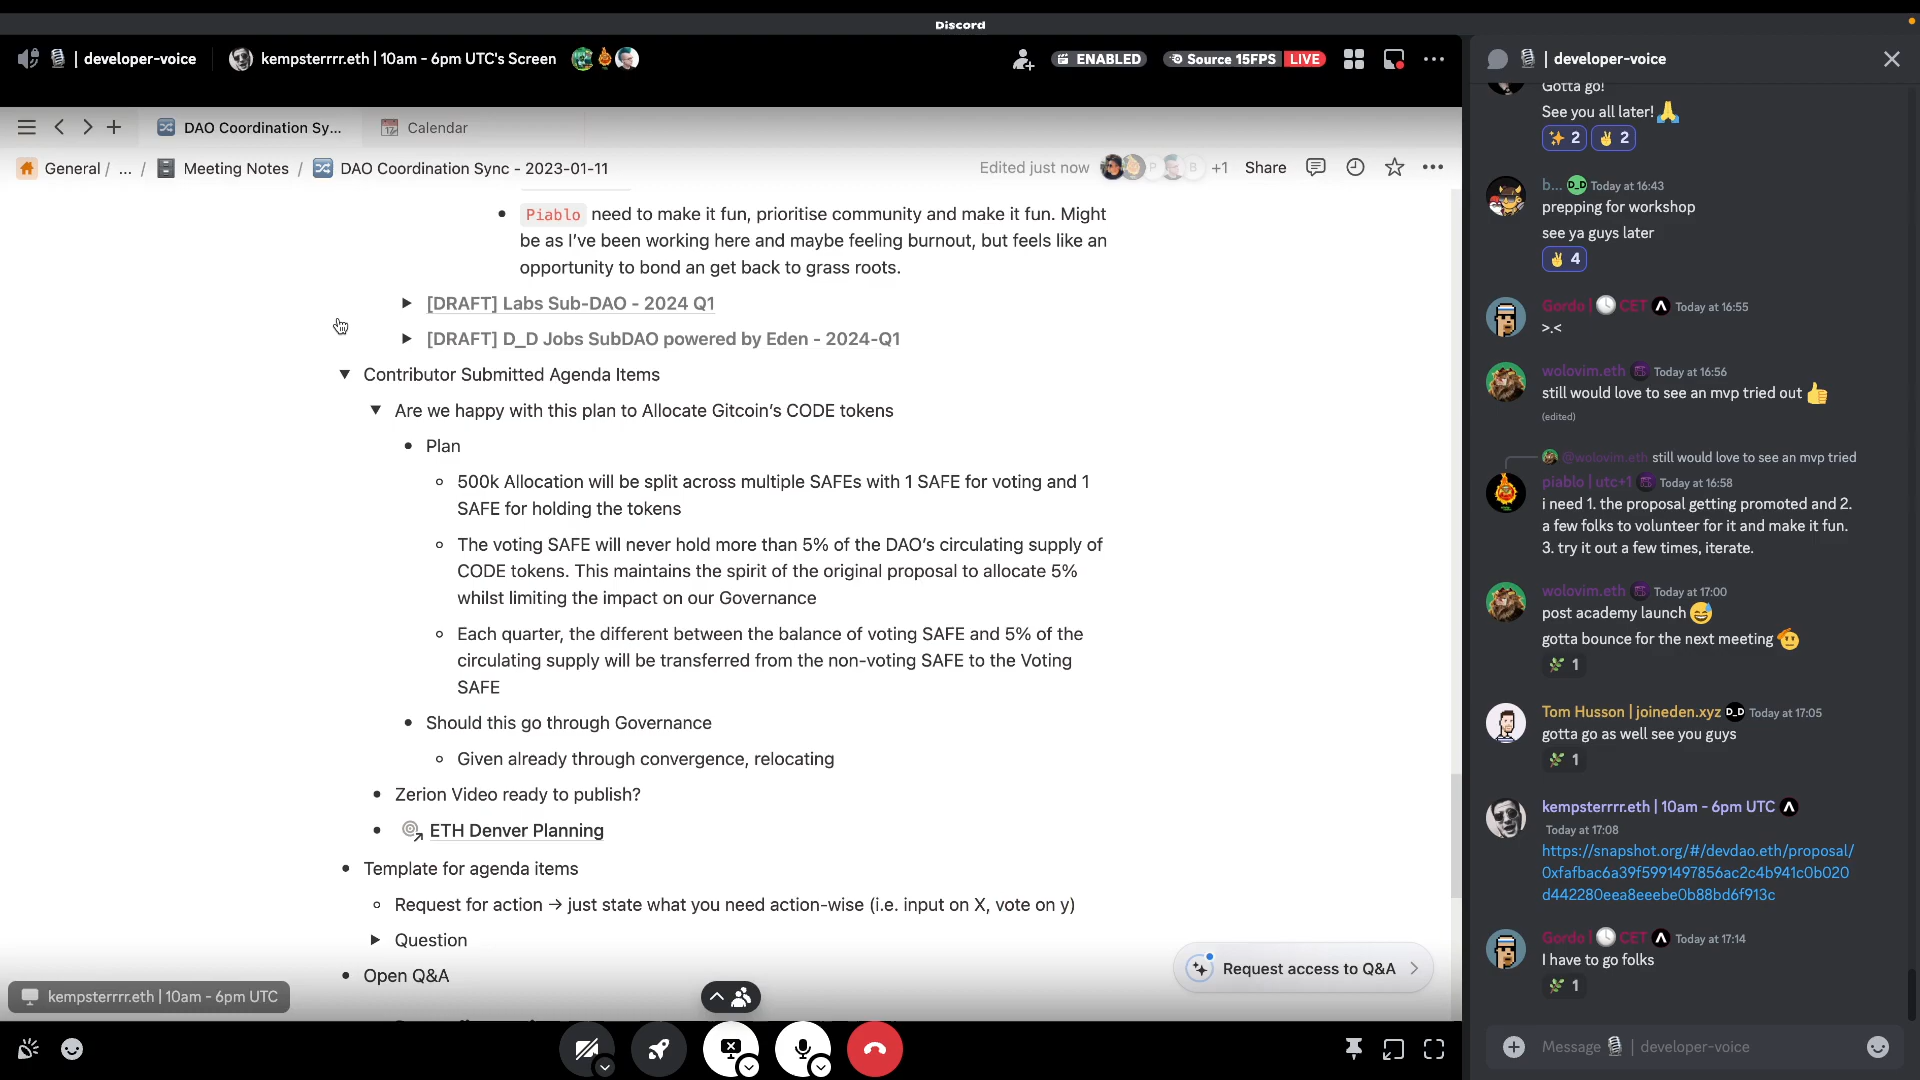 Discord
| developer-voice
kempsterrrr.eth | 10am - 6pm UTC's Screen
ENABLED
Source 15FPS LIVE
DAO Coordination Sy...
Calendar
General / ... / Meeting Notes / DAO Coordination Sync - 2023-01-11
Edited just now
P
B
+1
Share
Piablo need to make it fun, prioritise community and make it fun. Might
be as I've been working here and maybe feeling burnout, but feels like an
opportunity to bond an get back to grass roots.
[DRAFT] Labs Sub-DAO - 2024 Q1
[DRAFT] D_D Jobs SubDAO powered by Eden - 2024-Q1
Contributor Submitted Agenda Items
Are we happy with this plan to Allocate Gitcoin's CODE tokens
Plan
500k Allocation will be split across multiple SAFEs with 1 SAFE for voting and 1
SAFE for holding the tokens
The voting SAFE will never hold more than 5% of the DAO's circulating supply of
CODE tokens. This maintains the spirit of the original proposal to allocate 5%
whilst limiting the impact on our Governance
Each quarter, the different between the balance of voting SAFE and 5% of the
circulating supply will be transferred from the non-voting SAFE to the Voting
SAFE
Should this go through Governance
Given already through convergence, relocating
Zerion Video ready to publish?
ETH Denver Planning
Template for agenda items
Request for action → just state what you need action-wise (i.e. input on X, vote on y)
Question
Open Q&A
Request access to Q&A
kempsterrrr.eth | 10am - 6pm UTC
| developer-voice
Gotta go!
See you all later! 🙏
✨ 2 ✌ 2
b... D_D Today at 16:43
prepping for workshop
see ya guys later
✌ 4
Gordo | 🕓 CET Today at 16:55
>.<
wolovim.eth Today at 16:56
still would love to see an mvp tried out 👍
(edited)
@wolovim.eth still would love to see an mvp tried
piablo | utc+1 Today at 16:58
i need 1. the proposal getting promoted and 2.
a few folks to volunteer for it and make it fun.
3. try it out a few times, iterate.
wolovim.eth Today at 17:00
post academy launch 😅
gotta bounce for the next meeting 🫡
🌿 1
Tom Husson | joineden.xyz D_D Today at 17:05
gotta go as well see you guys
🌿 1
kempsterrrr.eth | 10am - 6pm UTC
Today at 17:08
https://snapshot.org/#/devdao.eth/proposal/
0xfafbac6a39f5991497856ac2c4b941c0b020
d442280eea8eeebe0b88bd6f913c
Gordo | 🕓 CET Today at 17:14
I have to go folks
🌿 1
Message 🎙 | developer-voice